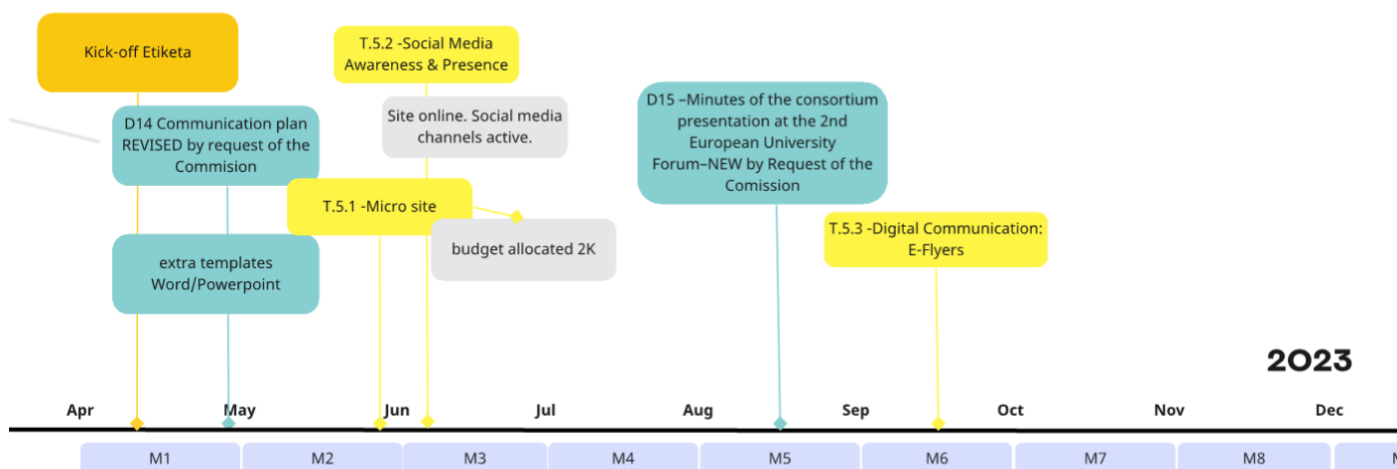 Kick-off Etiketa
T.5.2 -Social Media
Awareness & Presence
Site online. Social media
channels active.
D14 Communication plan
REVISED by request of the
Commision
T.5.1 -Micro site
budget allocated 2K
extra templates
Word/Powerpoint
D15 –Minutes of the consortium
presentation at the 2nd
European University
Forum–NEW by Request of the
Comission
T.5.3 -Digital Communication:
E-Flyers
2023
Apr May Jun Jul Aug Sep Oct Nov Dec
M1 M2 M3 M4 M5 M6 M7 M8